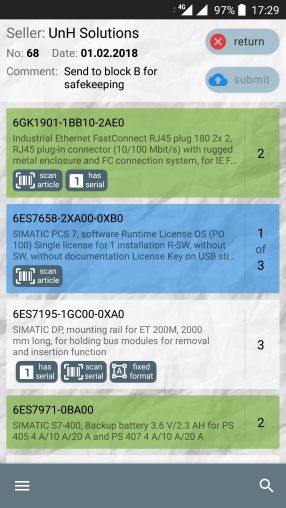 4G 97% 17:29
Seller: UnH Solutions
No: 68 Date: 01.02.2018
return
Comment: Send to block B for
safekeeping
submit
6GK1901-1BB10-2AE0
Industrial Ethernet FastConnect RJ45 plug 180 2x 2,
RJ45 plug-in connector (10/100 Mbit/s) with rugged
metal enclosure and FC connection system, for IE F...
2
scan
article
1 has
serial
6ES7658-2XA00-0XB0
SIMATIC PCS 7, software Runtime License OS (PO
100) Single license for 1 installation R-SW, without
SW, without documentation License Key on USB sti...
1
of
3
scan
article
6ES7195-1GC00-0XA0
SIMATIC DP, mounting rail for ET 200M, 2000
mm long, for holding bus modules for removal
and insertion function
3
1 has
serial
scan
serial
A fixed
format
6ES7971-0BA00
SIMATIC S7-400, Backup battery 3.6 V/2.3 AH for PS
405 4 A/10 A/20 A and PS 407 4 A/10 A/20 A
2